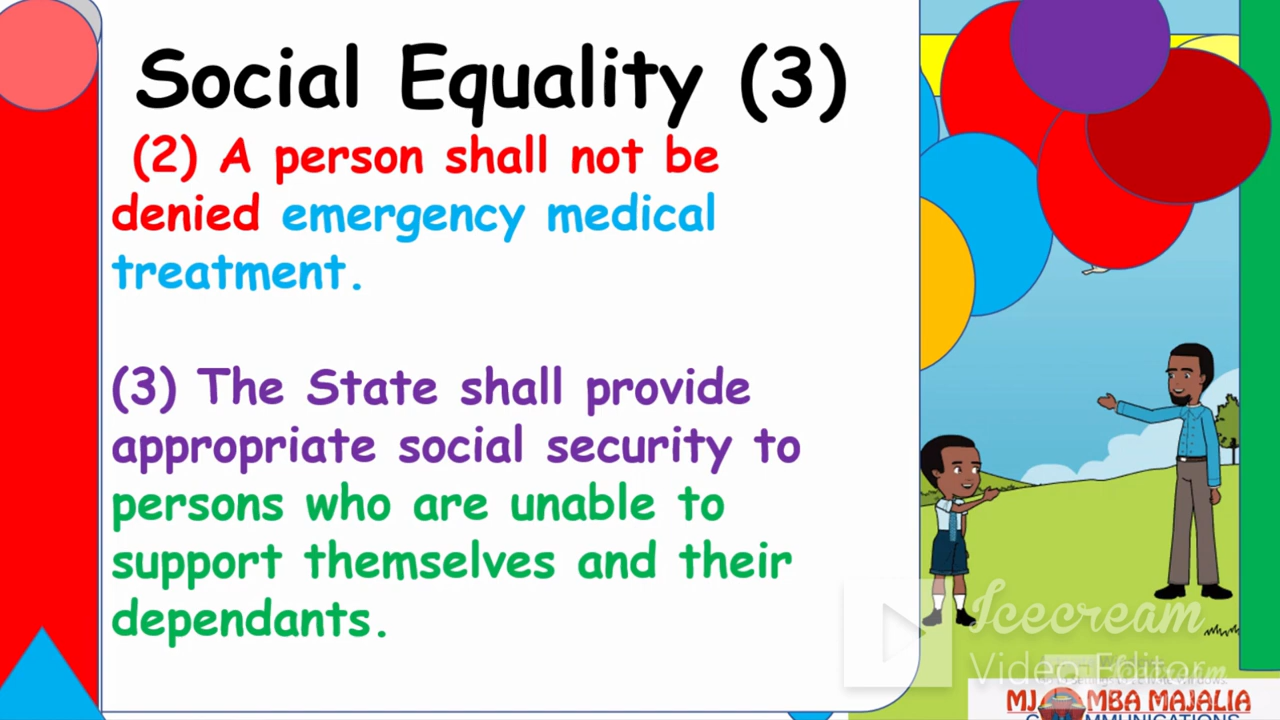 Social Equality (3)
(2) A person shall not be
denied emergency medical
treatment.
(3) The State shall provide
appropriate social security to
persons who are unable to
support themselves and their
dependants.
Icecream
Video Editor
Icecream
MJ MBA MAJALIA